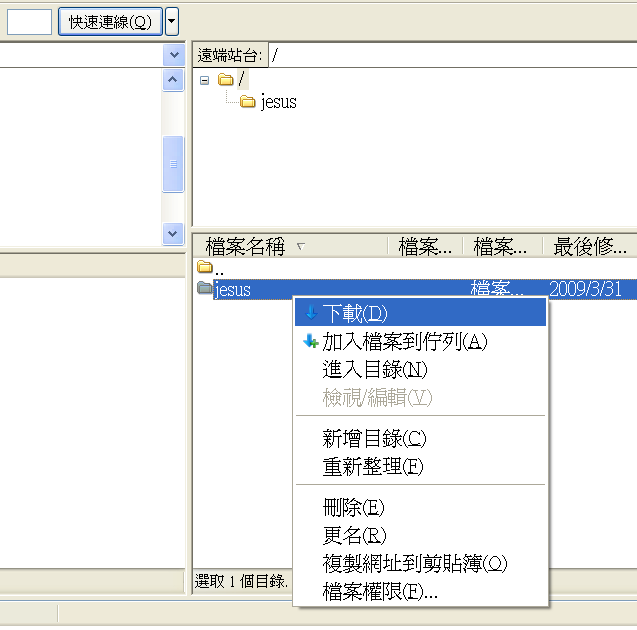 快速連線(Q)
遠端站台: /
/
jesus
檔案名稱 檔案... 檔案... 最後修...
..
jesus 檔案... 2009/3/31
下載(D)
加入檔案到佇列(A)
進入目錄(N)
檢視/編輯(V)
新增目錄(C)
重新整理(F)
刪除(E)
更名(R)
複製網址到剪貼簿(O)
檔案權限(F)...
選取 1 個目錄.